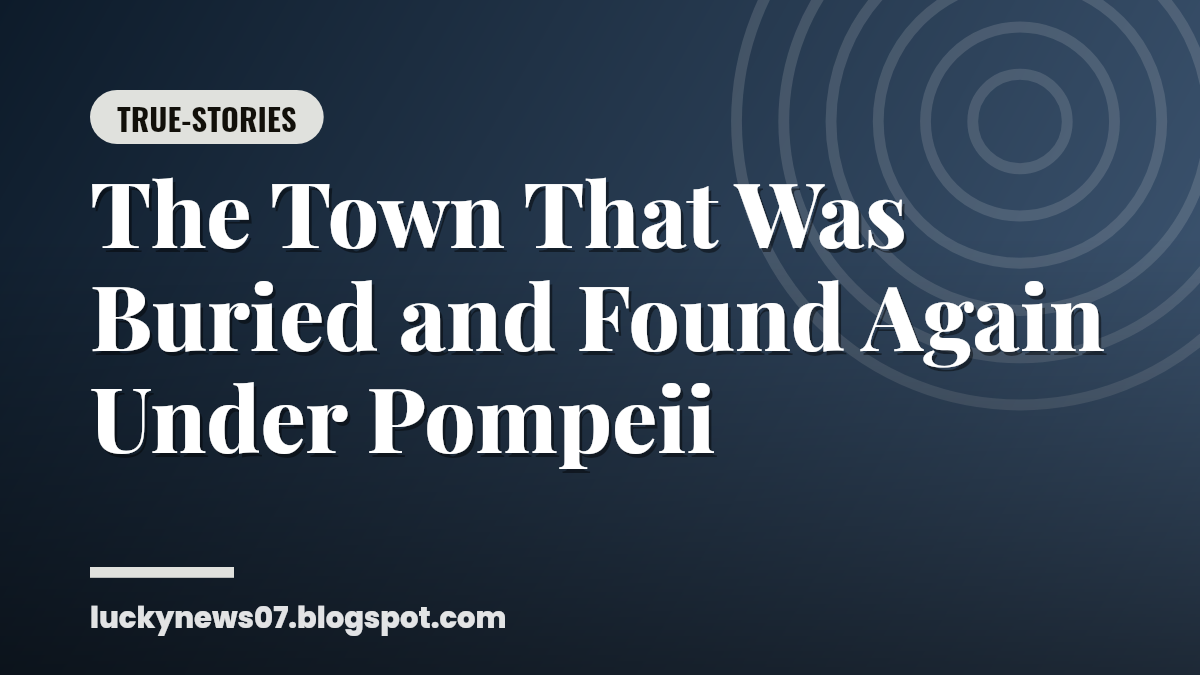 TRUE-STORIES
The Town That Was
Buried and Found Again
Under Pompeii
luckynews07.blogspot.com